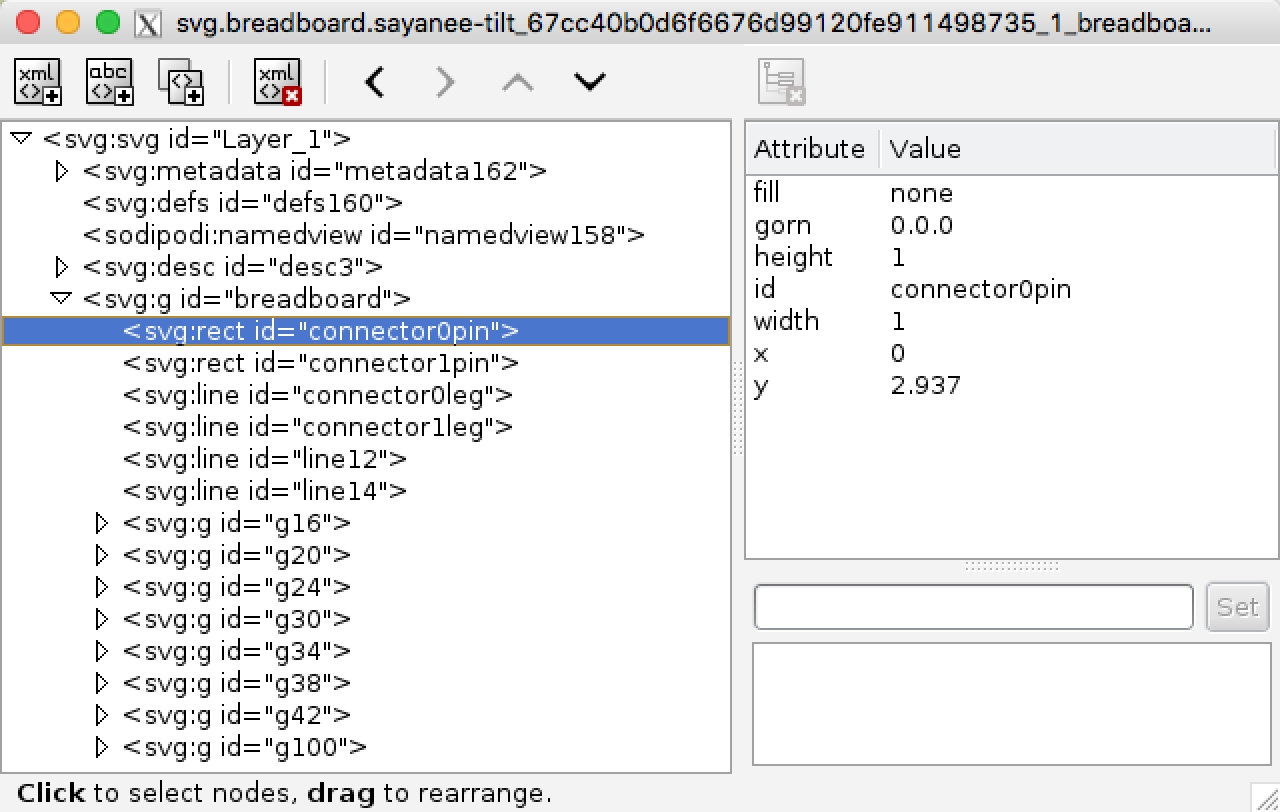 svg.breadboard.sayanee-tilt_67cc40b0d6f6676d99120fe911498735_1_breadboa...
xml
abc
xml
<svg:svg id="Layer_1">
<svg:metadata id="metadata162">
<svg:defs id="defs160">
<sodipodi:namedview id="namedview158">
<svg:desc id="desc3">
<svg:g id="breadboard">
<svg:rect id="connector0pin">
<svg:rect id="connector1pin">
<svg:line id="connector0leg">
<svg:line id="connector1leg">
<svg:line id="line12">
<svg:line id="line14">
<svg:g id="g16">
<svg:g id="g20">
<svg:g id="g24">
<svg:g id="g30">
<svg:g id="g34">
<svg:g id="g38">
<svg:g id="g42">
<svg:g id="g100">
Attribute Value
fill none
gorn 0.0.0
height 1
id connector0pin
width 1
x 0
y 2.937
Set
Click to select nodes, drag to rearrange.